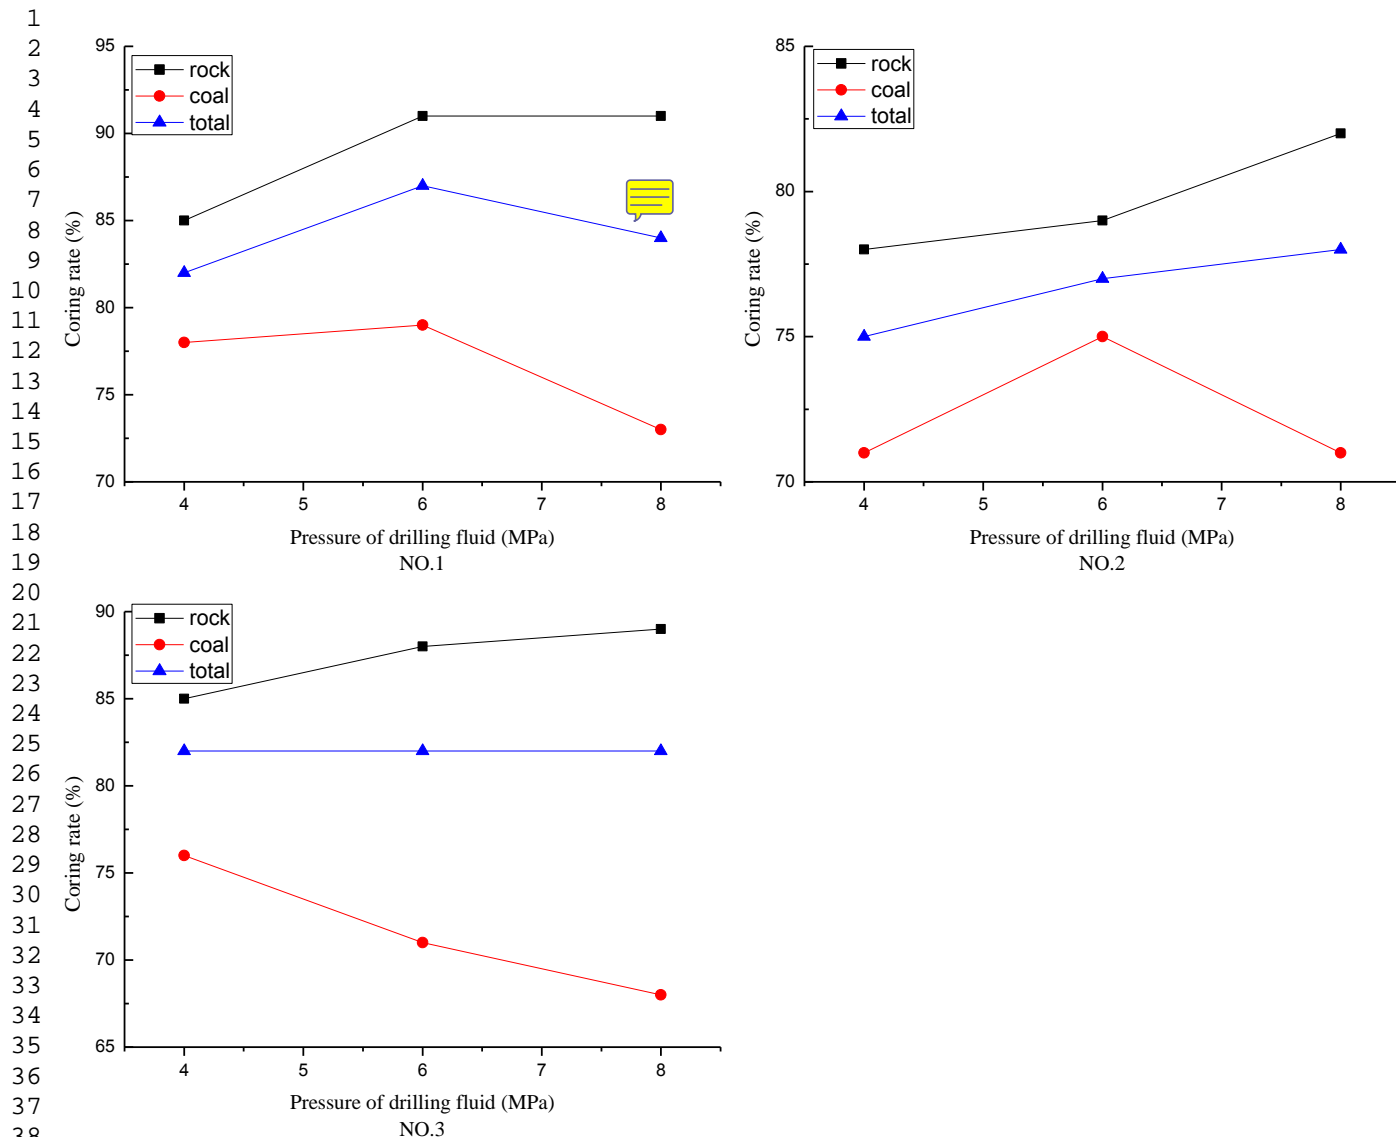 1
2
3
4
5
6
7
8
9
10
11
12
13
14
15
16
17
18
19
20
21
22
23
24
25
26
27
28
29
30
31
32
33
34
35
36
37
38
95
90
85
80
75
70
rock
coal
total
Coring rate (%)
4 5 6 7 8
Pressure of drilling fluid (MPa)
NO.1
85
80
75
70
rock
coal
total
Coring rate (%)
4 5 6 7 8
Pressure of drilling fluid (MPa)
NO.2
90
85
80
75
70
65
rock
coal
total
Coring rate (%)
4 5 6 7 8
Pressure of drilling fluid (MPa)
NO.3